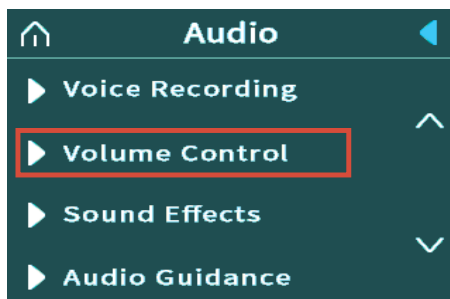 Audio
Voice Recording
Volume Control
Sound Effects
Audio Guidance